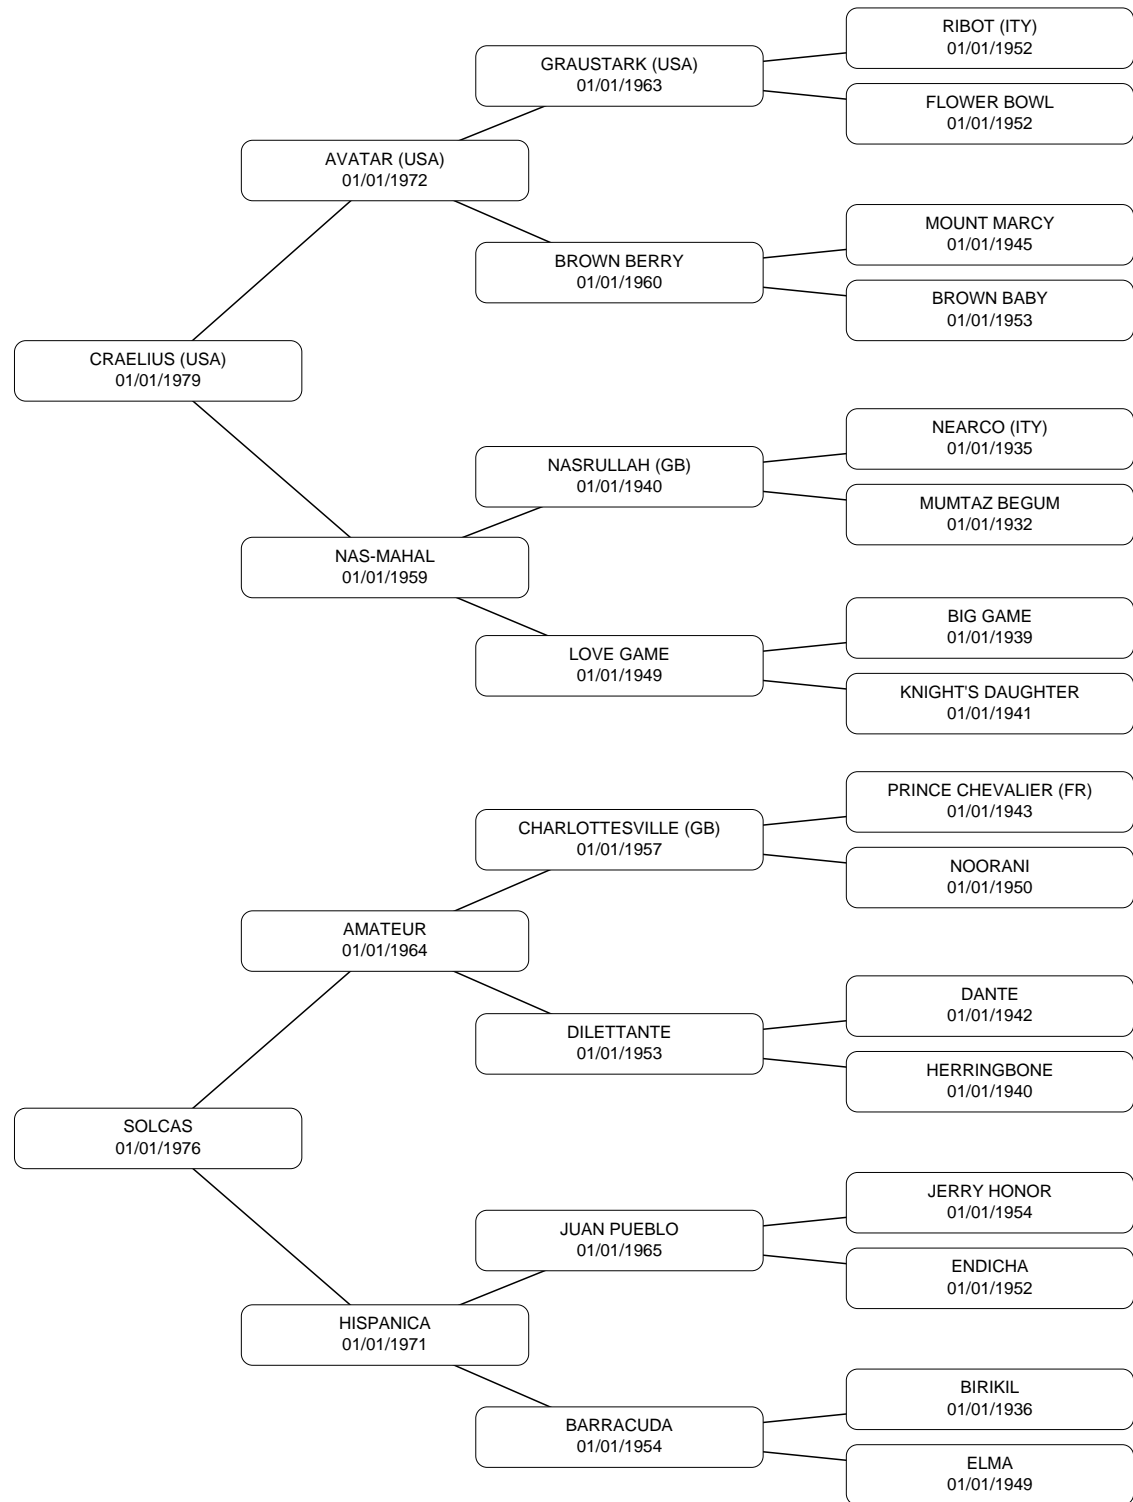 RIBOT (ITY)
01/01/1952
GRAUSTARK (USA)
01/01/1963
FLOWER BOWL
01/01/1952
AVATAR (USA)
01/01/1972
MOUNT MARCY
01/01/1945
BROWN BERRY
01/01/1960
BROWN BABY
01/01/1953
CRAELIUS (USA)
01/01/1979
NEARCO (ITY)
01/01/1935
NASRULLAH (GB)
01/01/1940
MUMTAZ BEGUM
01/01/1932
NAS-MAHAL
01/01/1959
BIG GAME
01/01/1939
LOVE GAME
01/01/1949
KNIGHT'S DAUGHTER
01/01/1941
PRINCE CHEVALIER (FR)
01/01/1943
CHARLOTTESVILLE (GB)
01/01/1957
NOORANI
01/01/1950
AMATEUR
01/01/1964
DANTE
01/01/1942
DILETTANTE
01/01/1953
HERRINGBONE
01/01/1940
SOLCAS
01/01/1976
JERRY HONOR
01/01/1954
JUAN PUEBLO
01/01/1965
ENDICHA
01/01/1952
HISPANICA
01/01/1971
BIRIKIL
01/01/1936
BARRACUDA
01/01/1954
ELMA
01/01/1949